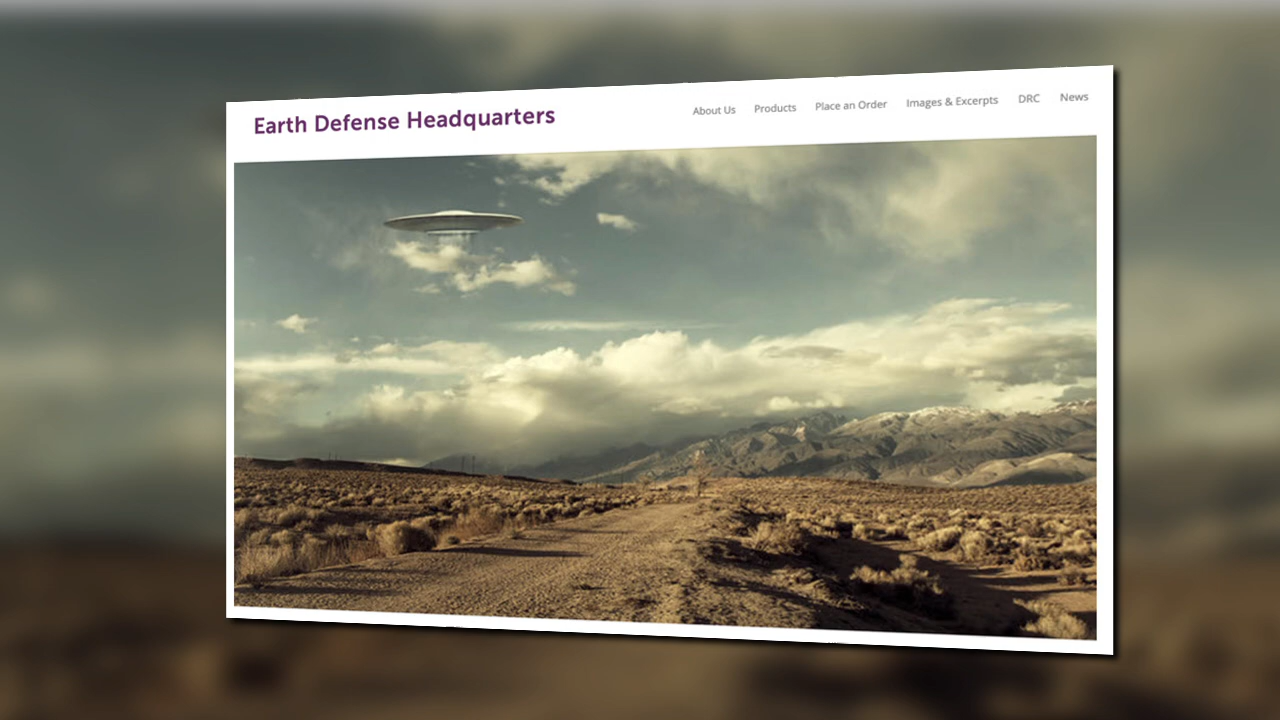 Earth Defense Headquarters
About Us Products Place an Order Images & Excerpts DRC News